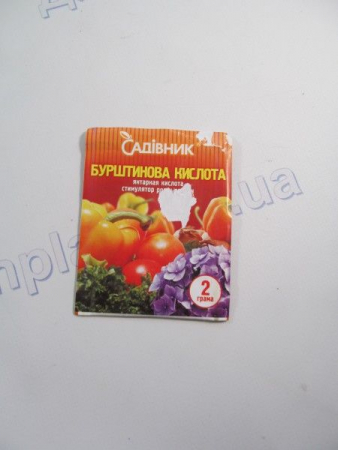 САДІВНИК
БУРШТИНОВА КИСЛОТА
янтарная кислота
стимулятор
2
грама